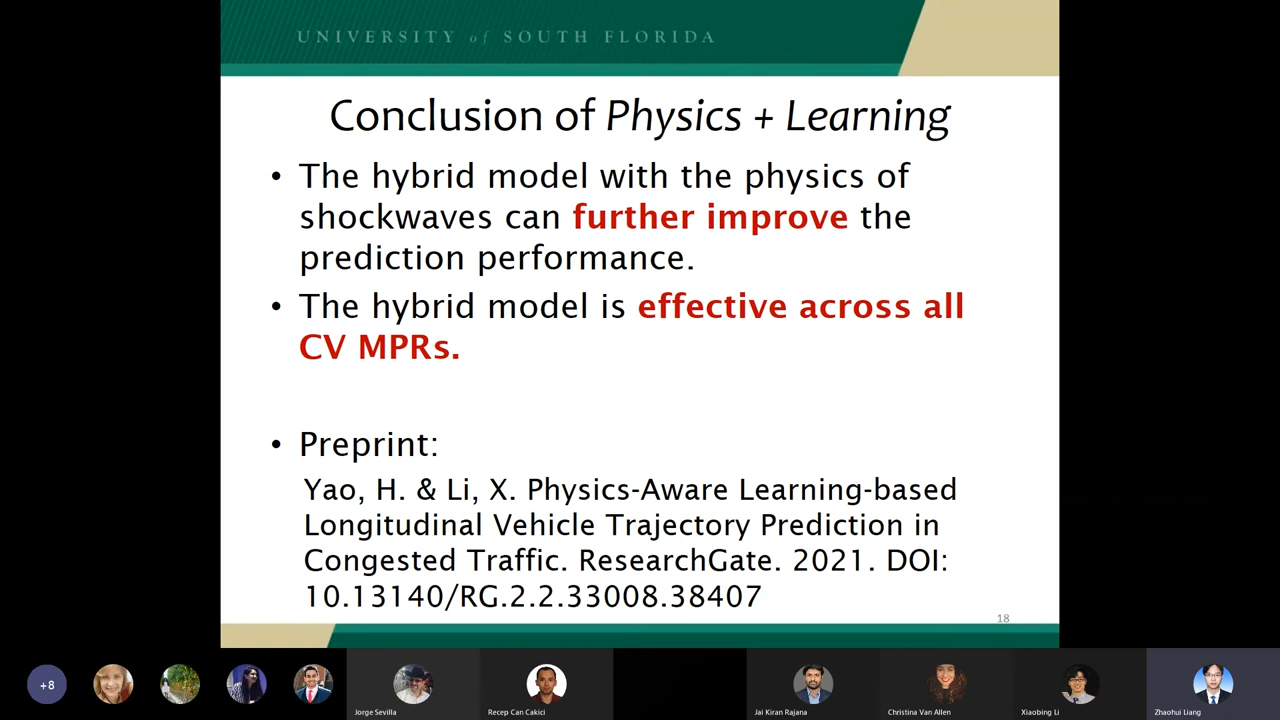 UNIVERSITY of SOUTH FLORIDA
Conclusion of Physics + Learning
• The hybrid model with the physics of
shockwaves can further improve the
prediction performance.
• The hybrid model is effective across all
CV MPRs.
• Preprint:
Yao, H. & Li, X. Physics-Aware Learning-based
Longitudinal Vehicle Trajectory Prediction in
Congested Traffic. ResearchGate. 2021. DOI:
10.13140/RG.2.2.33008.38407
18
+8
Jorge Sevilla
Recep Can Cakici
Jai Kiran Rajana
Christina Van Allen
Xiaobing Li
Zhaohui Liang